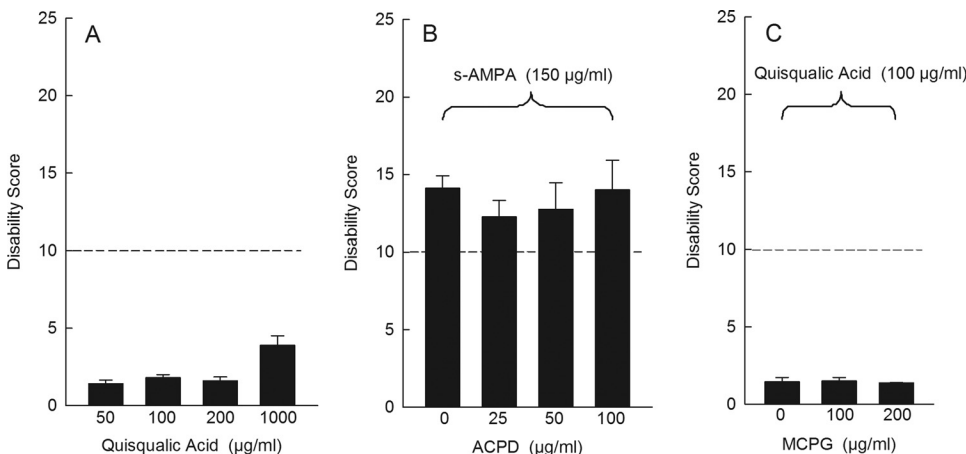 A
Disability Score
25
20
15
10
5
0
50 100 200 1000
Quisqualic Acid (µg/ml)
B
s-AMPA (150 µg/ml)
Disability Score
25
20
15
10
5
0
0 25 50 100
ACPD (µg/ml)
C
Quisqualic Acid (100 µg/ml)
Disability Score
25
20
15
10
5
0
0 100 200
MCPG (µg/ml)